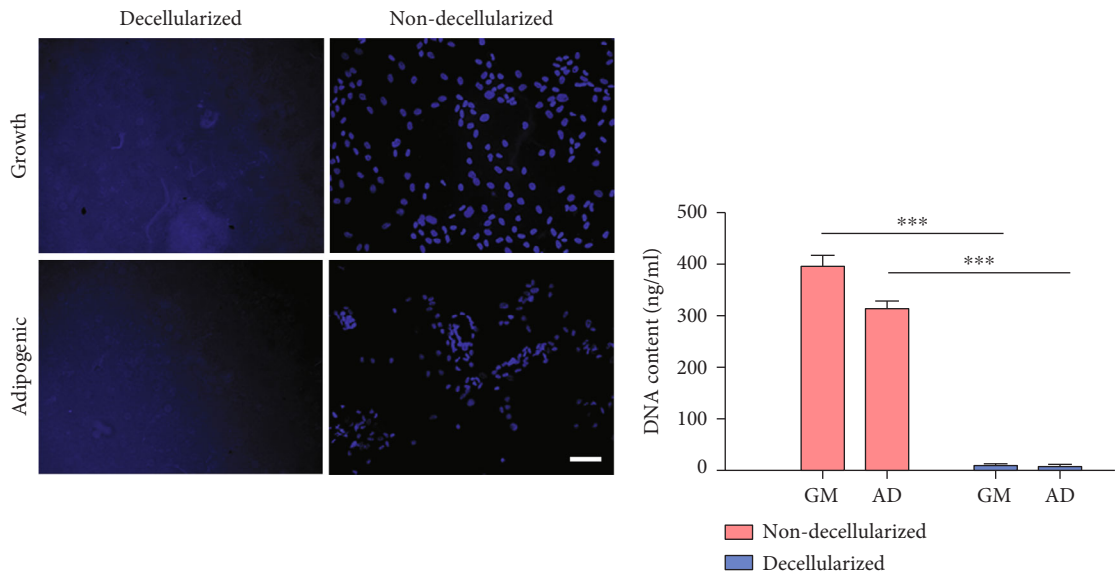 Decellularized
Non-decellularized
Growth
Adipogenic
DNA content (ng/ml)
500
400
300
200
100
0
***
***
GM
AD
GM
AD
Non-decellularized
Decellularized